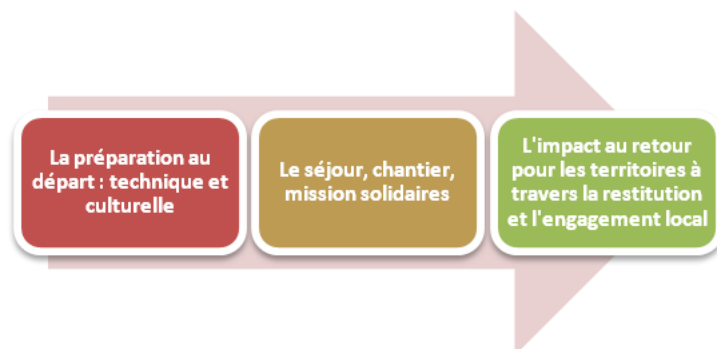 La préparation au
départ : technique et
culturelle
Le séjour, chantier,
mission solidaires
L'impact au retour
pour les territoires à
travers la restitution
et l'engagement local